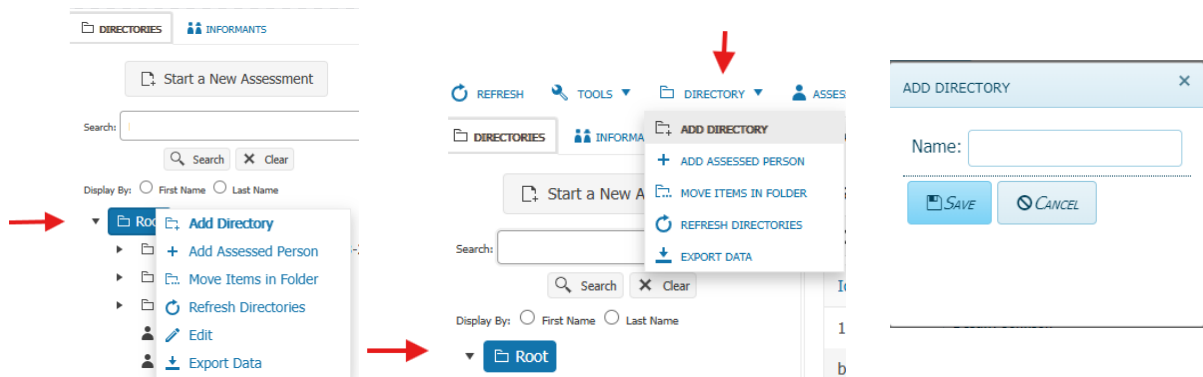 DIRECTORIES INFORMANTS
Start a New Assessment
Search:
Search Clear
Display By: First Name Last Name
Add Directory
Add Assessed Person
Move Items in Folder
Refresh Directories
Edit
Export Data
REFRESH TOOLS DIRECTORY
DIRECTORIES
ADD DIRECTORY
ADD ASSESSED PERSON
MOVE ITEMS IN FOLDER
REFRESH DIRECTORIES
EXPORT DATA
Start a New
Search:
Search Clear
Display By: First Name Last Name
1
Root
b
ADD DIRECTORY
Name:
SAVE CANCEL